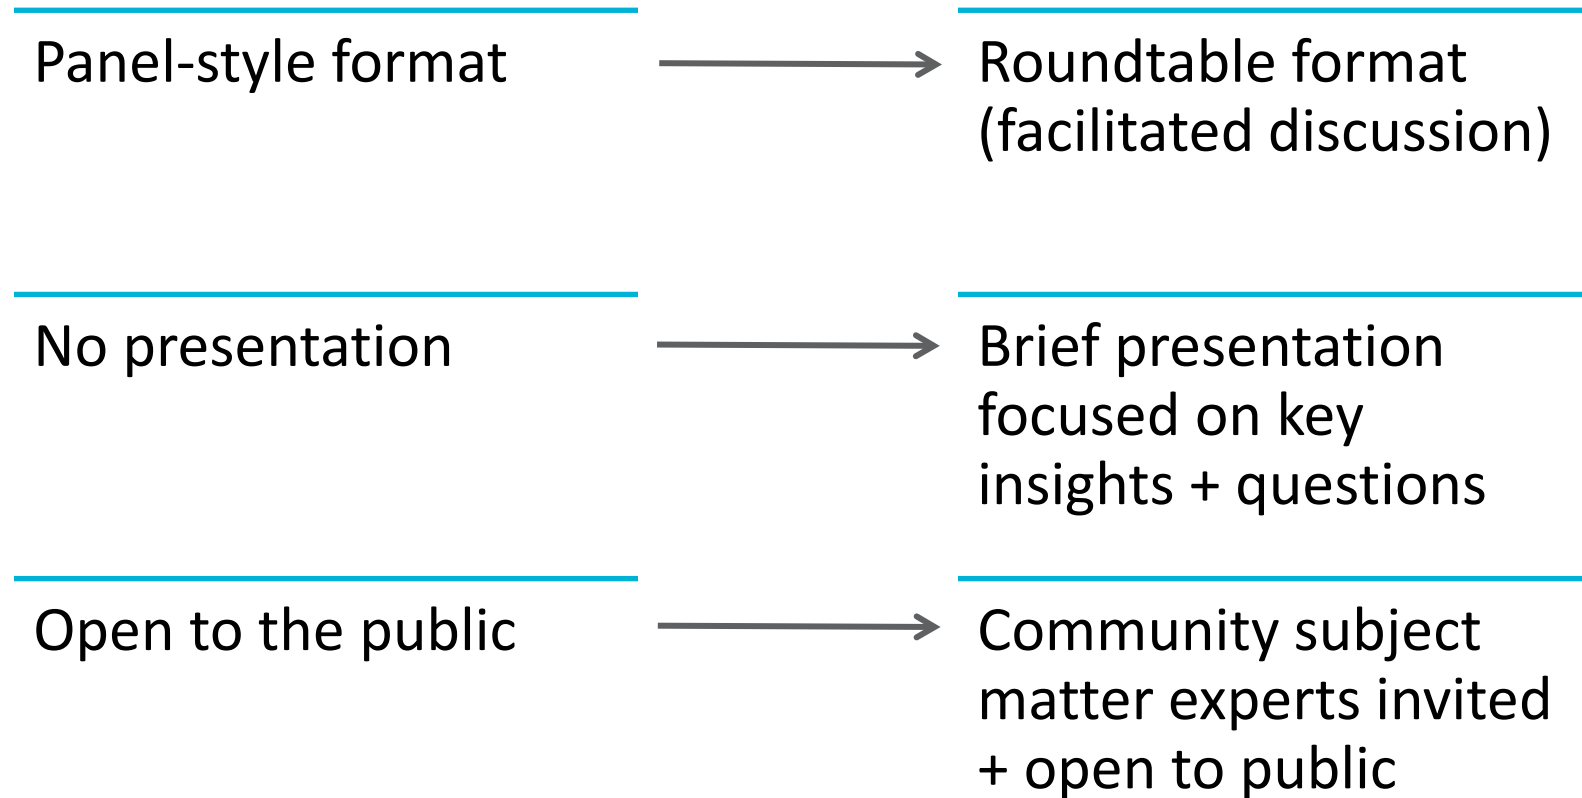 Panel-style format
Roundtable format
(facilitated discussion)
No presentation
Brief presentation
focused on key
insights + questions
Open to the public
Community subject
matter experts invited
+ open to public